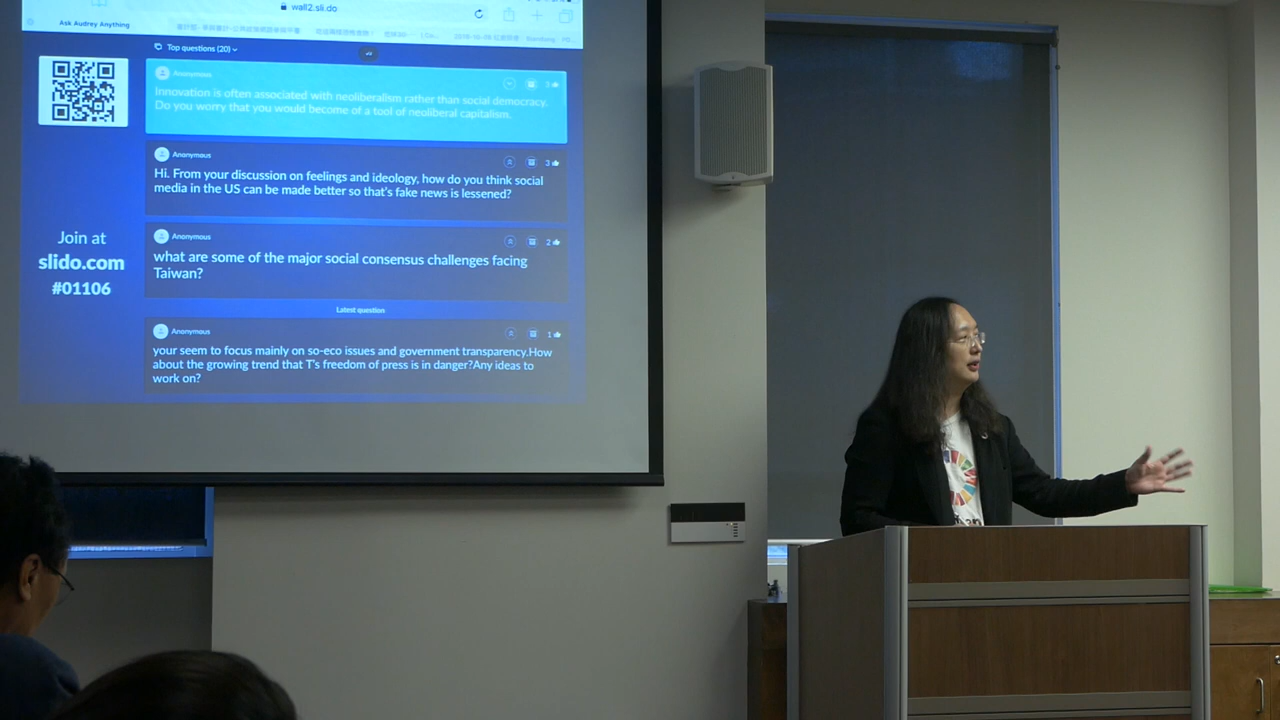 wall2.sli.do
Ask Audrey Anything
Top questions (20)
Anonymous
Innovation is often associated with neoliberalism rather than social democracy.
Do you worry that you would become of a tool of neoliberal capitalism.
Anonymous
3
Hi. From your discussion on feelings and ideology, how do you think social
media in the US can be made better so that's fake news is lessened?
Anonymous
2
what are some of the major social consensus challenges facing
Taiwan?
Join at
slido.com
#01106
Latest question
Anonymous
1
your seem to focus mainly on so-eco issues and government transparency.How
about the growing trend that T's freedom of press is in danger?Any ideas to
work on?